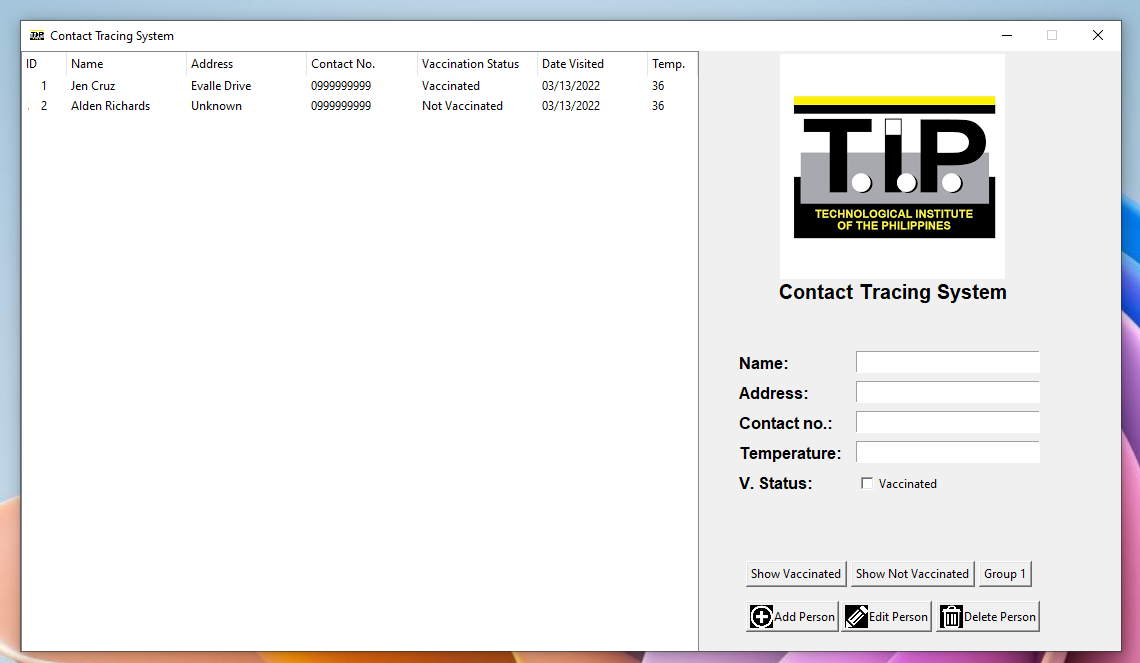 Contact Tracing System
ID Name Address Contact No. Vaccination Status Date Visited Temp.
1 Jen Cruz Evalle Drive 0999999999 Vaccinated 03/13/2022 36
2 Alden Richards Unknown 0999999999 Not Vaccinated 03/13/2022 36
T.i.P.
TECHNOLOGICAL INSTITUTE
OF THE PHILIPPINES
Contact Tracing System
Name:
Address:
Contact no.:
Temperature:
V. Status: Vaccinated
Show Vaccinated Show Not Vaccinated Group 1
Add Person Edit Person Delete Person